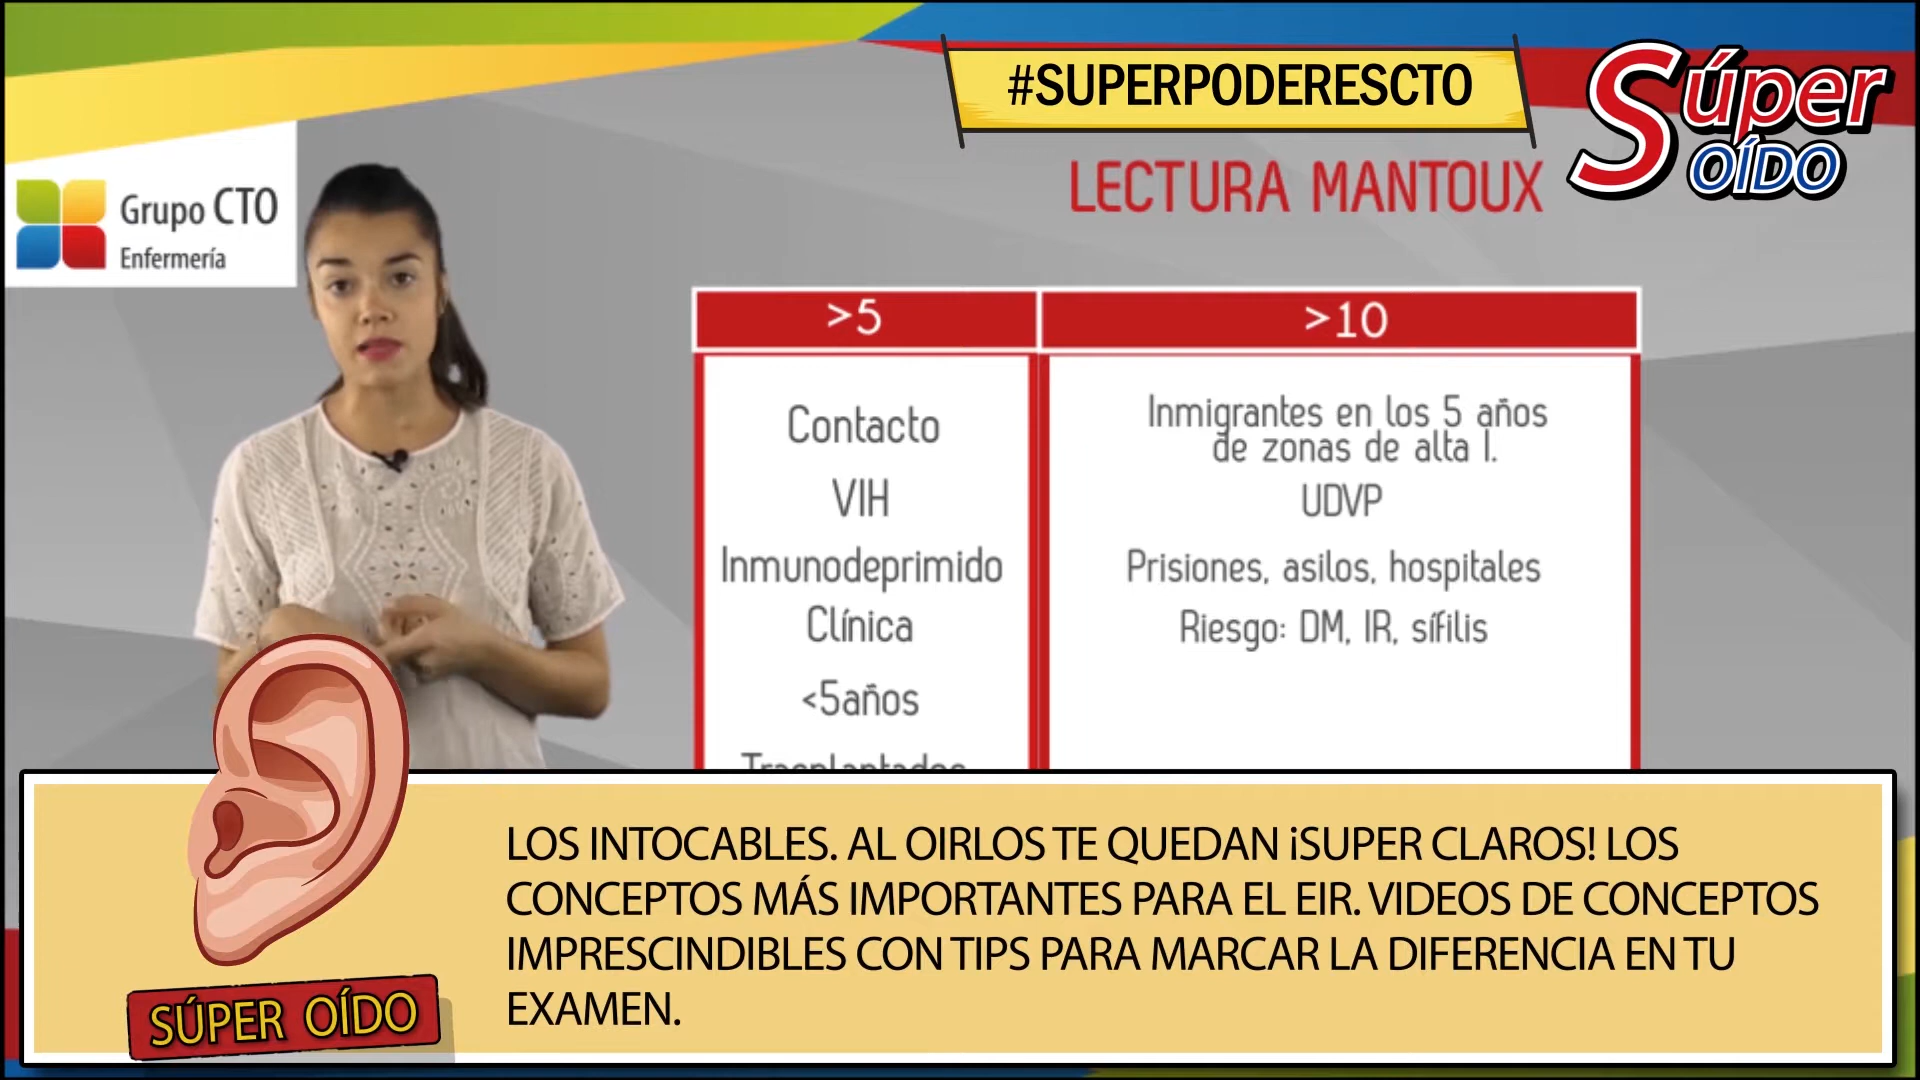 #SUPERPODERESCTO
Súper
OÍDO
LECTURA MANTOUX
Grupo CTO
Enfermería
>5
>10
Contacto
VIH
Inmunodeprimido
Clínica
<5años
Trasplantados
Inmigrantes en los 5 años
de zonas de alta I.
UDVP
Prisiones, asilos, hospitales
Riesgo: DM, IR, sífilis
LOS INTOCABLES. AL OIRLOS TE QUEDAN ¡SUPER CLAROS! LOS
CONCEPTOS MÁS IMPORTANTES PARA EL EIR. VIDEOS DE CONCEPTOS
IMPRESCINDIBLES CON TIPS PARA MARCAR LA DIFERENCIA EN TU
EXAMEN.
SÚPER OÍDO